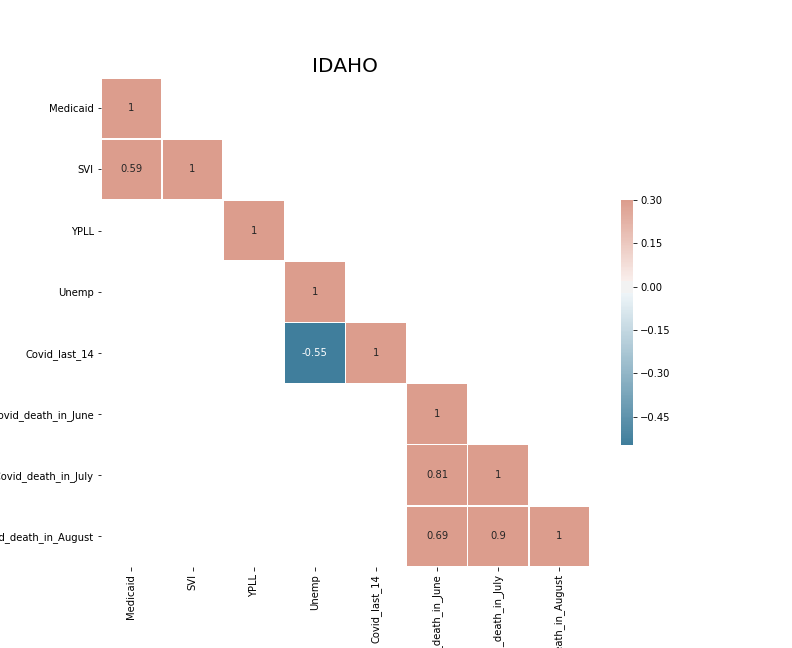 IDAHO
Medicaid
1
SVI
0.59 1
YPLL
1
Unemp
1
Covid_last_14
-0.55 1
ovid_death_in_June
1
ovid_death_in_July
0.81 1
d_death_in_August
0.69 0.9 1
0.30
0.15
0.00
−0.15
−0.30
−0.45
Medicaid
SVI
YPLL
Unemp
Covid_last_14
_death_in_June
_death_in_July
ath_in_August